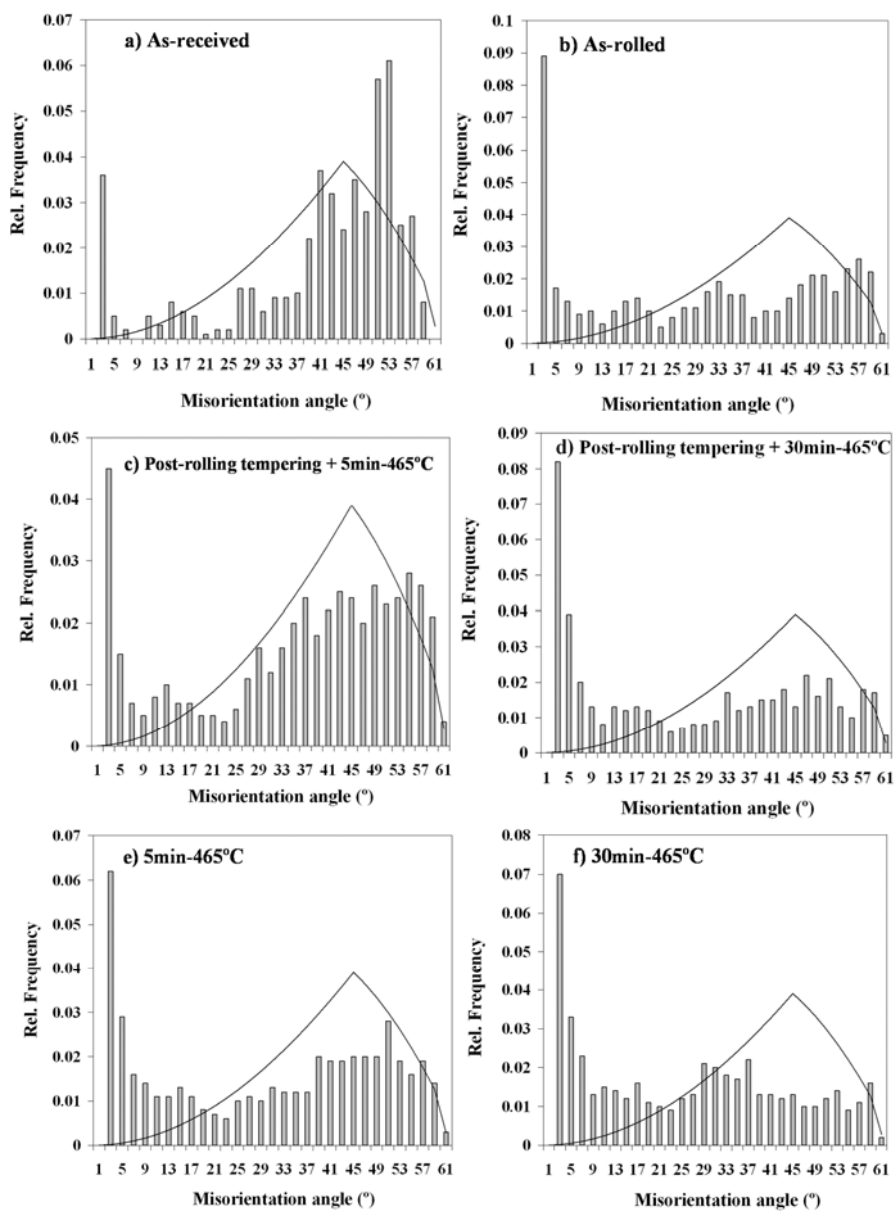 a) As-received
Rel. Frequency
0.07
0.06
0.05
0.04
0.03
0.02
0.01
0
1 5 9 13 17 21 25 29 33 37 41 45 49 53 57 61
Misorientation angle (º)
b) As-rolled
Rel. Frequency
0.1
0.09
0.08
0.07
0.06
0.05
0.04
0.03
0.02
0.01
0
1 5 9 13 17 21 25 29 33 37 41 45 49 53 57 61
Misorientation angle (º)
c) Post-rolling tempering + 5min-465ºC
Rel. Frequency
0.05
0.04
0.03
0.02
0.01
0
1 5 9 13 17 21 25 29 33 37 41 45 49 53 57 61
Misorientation angle (º)
d) Post-rolling tempering + 30min-465ºC
Rel. Frequency
0.09
0.08
0.07
0.06
0.05
0.04
0.03
0.02
0.01
0
1 5 9 13 17 21 25 29 33 37 41 45 49 53 57 61
Misorientation angle (º)
e) 5min-465ºC
Rel. Frequency
0.07
0.06
0.05
0.04
0.03
0.02
0.01
0
1 5 9 13 17 21 25 29 33 37 41 45 49 53 57 61
Misorientation angle (º)
f) 30min-465ºC
Rel. Frequency
0.08
0.07
0.06
0.05
0.04
0.03
0.02
0.01
0
1 5 9 13 17 21 25 29 33 37 41 45 49 53 57 61
Misorientation angle (º)